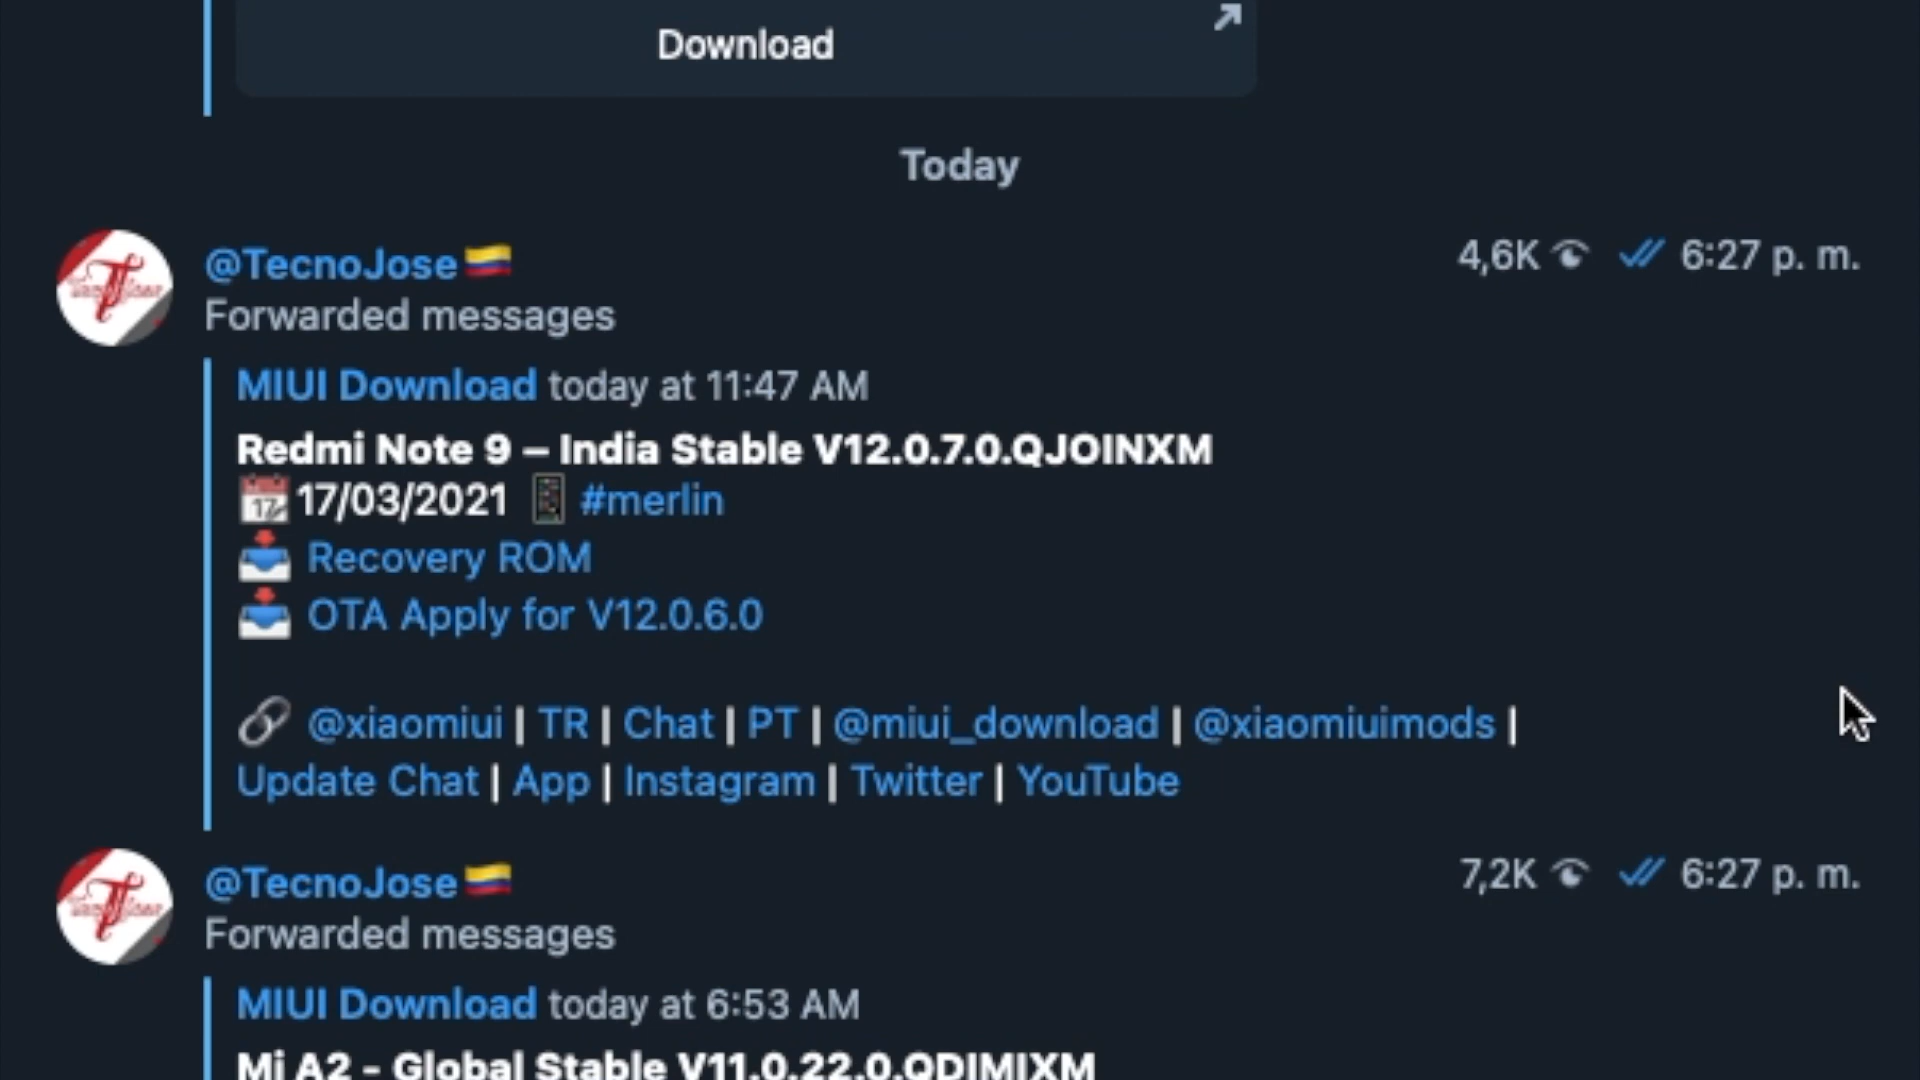 Download
Today
@TecnoJose🇨🇴 4,6K 6:27 p. m.
Forwarded messages
MIUI Download today at 11:47 AM
Redmi Note 9 – India Stable V12.0.7.0.QJOINXM
17/03/2021 #merlin
Recovery ROM
OTA Apply for V12.0.6.0
@xiaomiui | TR | Chat | PT | @miui_download | @xiaomiuimods |
Update Chat | App | Instagram | Twitter | YouTube
@TecnoJose🇨🇴 7,2K 6:27 p. m.
Forwarded messages
MIUI Download today at 6:53 AM
Mi A2 - Global Stable V11.0.22.0.QDIMIXM